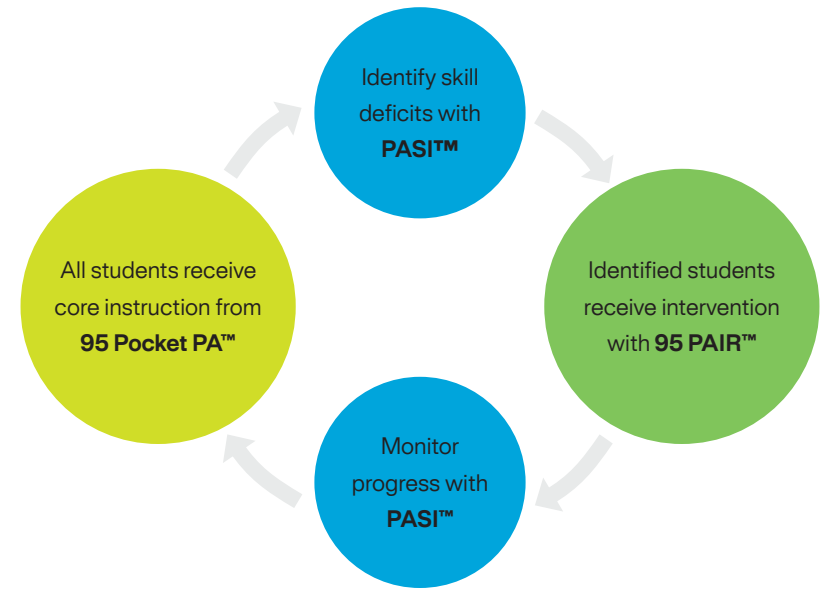 Identify skill
deficits with
PASI™
All students receive
core instruction from
95 Pocket PA™
Identified students
receive intervention
with 95 PAIR™
Monitor
progress with
PASI™